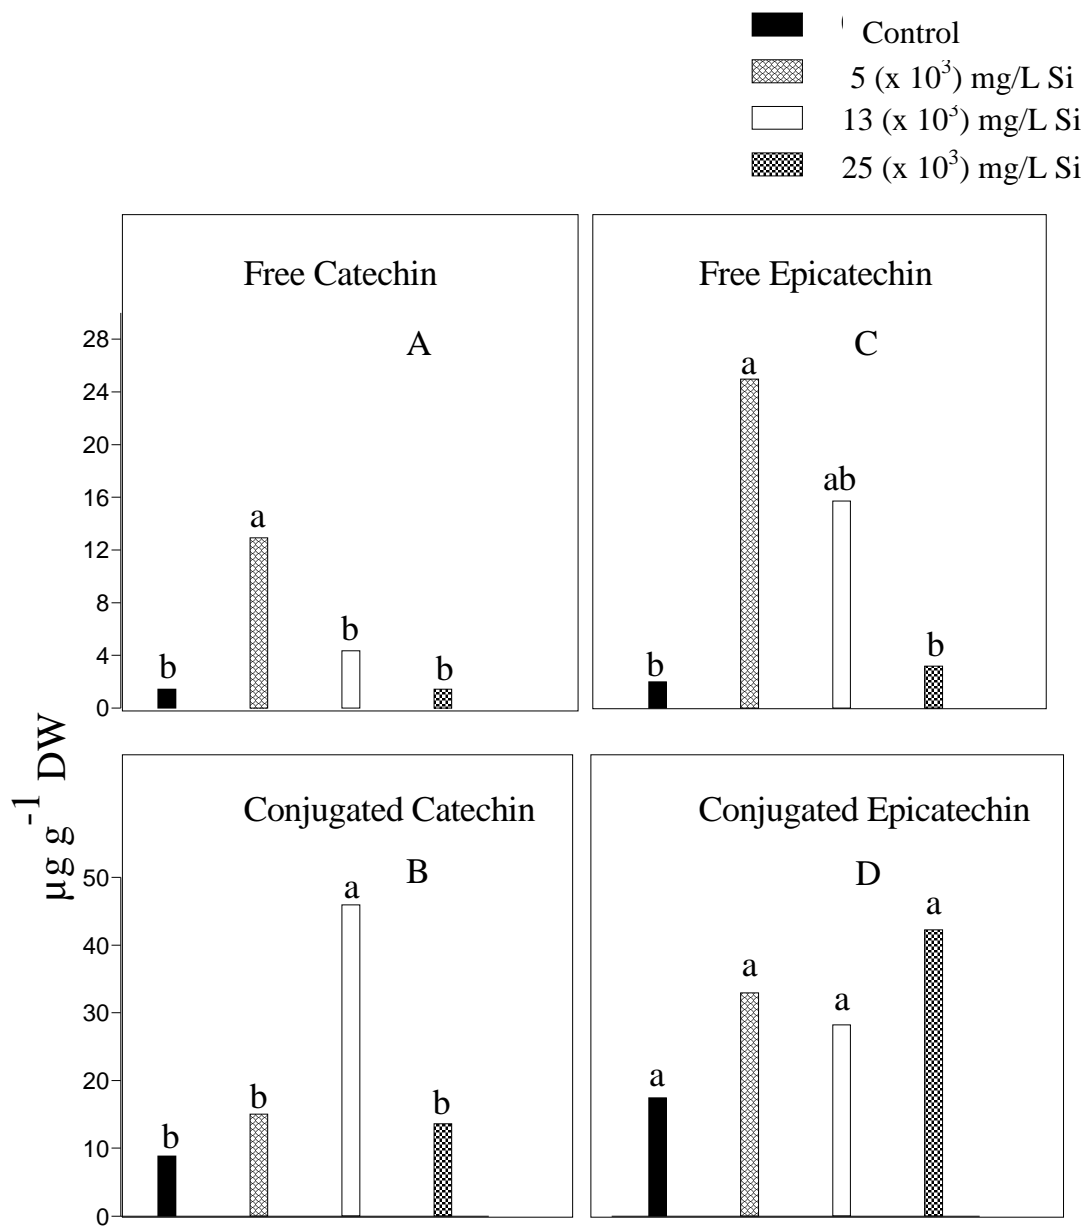 Control
5 (x 10³) mg/L Si
13 (x 10³) mg/L Si
25 (x 10³) mg/L Si
Free Catechin
A
28
24
20
16
12
8
4
0
b
a
b
b
Free Epicatechin
C
b
a
ab
b
µg g⁻¹ DW
Conjugated Catechin
B
50
40
30
20
10
0
b
b
a
b
Conjugated Epicatechin
D
a
a
a
a